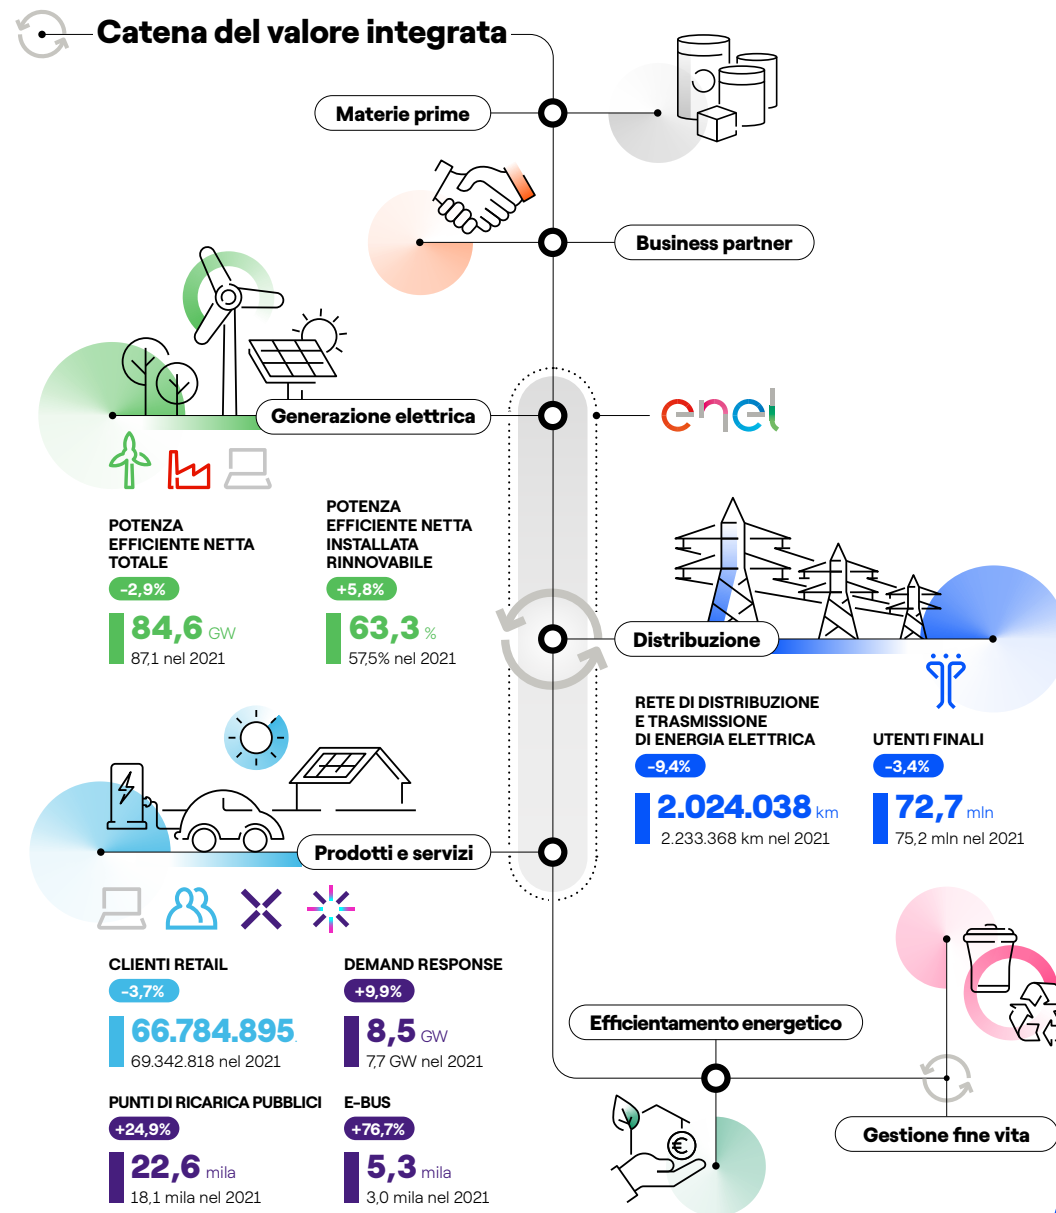 Catena del valore integrata
Materie prime
Business partner
enel
Generazione elettrica
POTENZA
EFFICIENTE NETTA
TOTALE
-2,9%
84,6 GW
87,1 nel 2021
POTENZA
EFFICIENTE NETTA
INSTALLATA
RINNOVABILE
+5,8%
63,3 %
57,5% nel 2021
Distribuzione
RETE DI DISTRIBUZIONE
E TRASMISSIONE
DI ENERGIA ELETTRICA
-9,4%
2.024.038 km
2.233.368 km nel 2021
UTENTI FINALI
-3,4%
72,7 mln
75,2 mln nel 2021
Prodotti e servizi
CLIENTI RETAIL
-3,7%
66.784.895
69.342.818 nel 2021
DEMAND RESPONSE
+9,9%
8,5 GW
7,7 GW nel 2021
PUNTI DI RICARICA PUBBLICI
+24,9%
22,6 mila
18,1 mila nel 2021
E-BUS
+76,7%
5,3 mila
3,0 mila nel 2021
Efficientamento energetico
€
Gestione fine vita